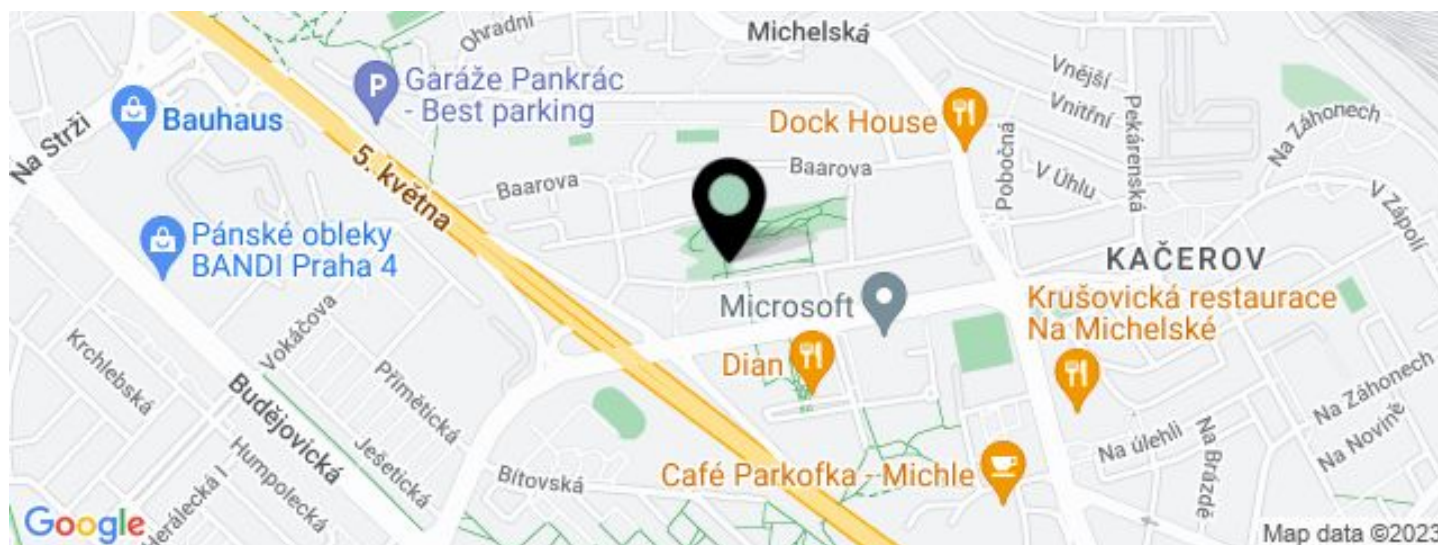 Ohradní
Michelská
Garáže Pankrác
- Best parking
Vnější
Vnitřní
Pekárenská
Na Záhonech
Bauhaus
Dock House
Na Strži
Pobočná
5. května
Baarova
Baarova
V Úhlu
V Zápolí
Pánské obleky
BANDI Praha 4
KAČEROV
Microsoft
Krušovická restaurace
Na Michelské
Vokáčova
Krchlebská
Přímětická
Dian
Budějovická
Na Záhonech
Na Novině
Ješetická
Na úlehli
Na Brázdě
Humpolecká
Bítovská
Café Parkofka - Michle
Herálecká I
Google
Map data ©2023